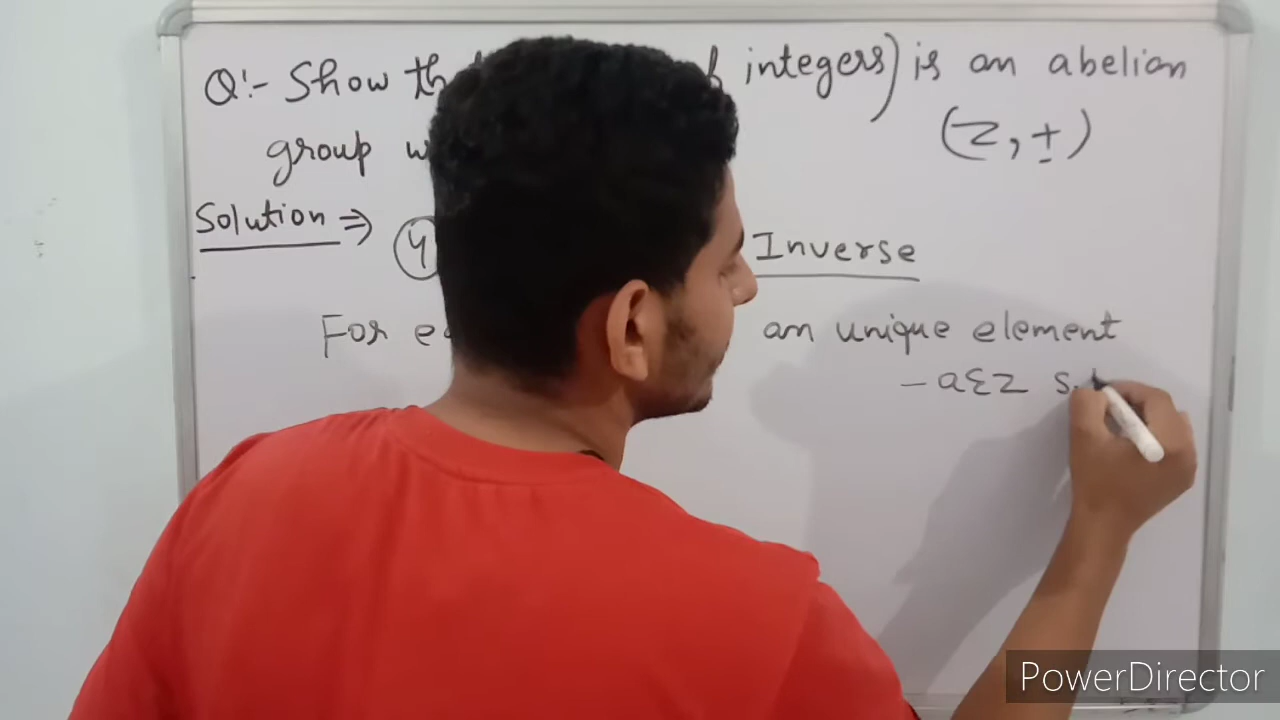 Q:- Show th integers) is an abelian
(Z, +)
group w
Solution ⇒ 4 Inverse
For e an unique element
- a ∈ Z s.t
PowerDirector